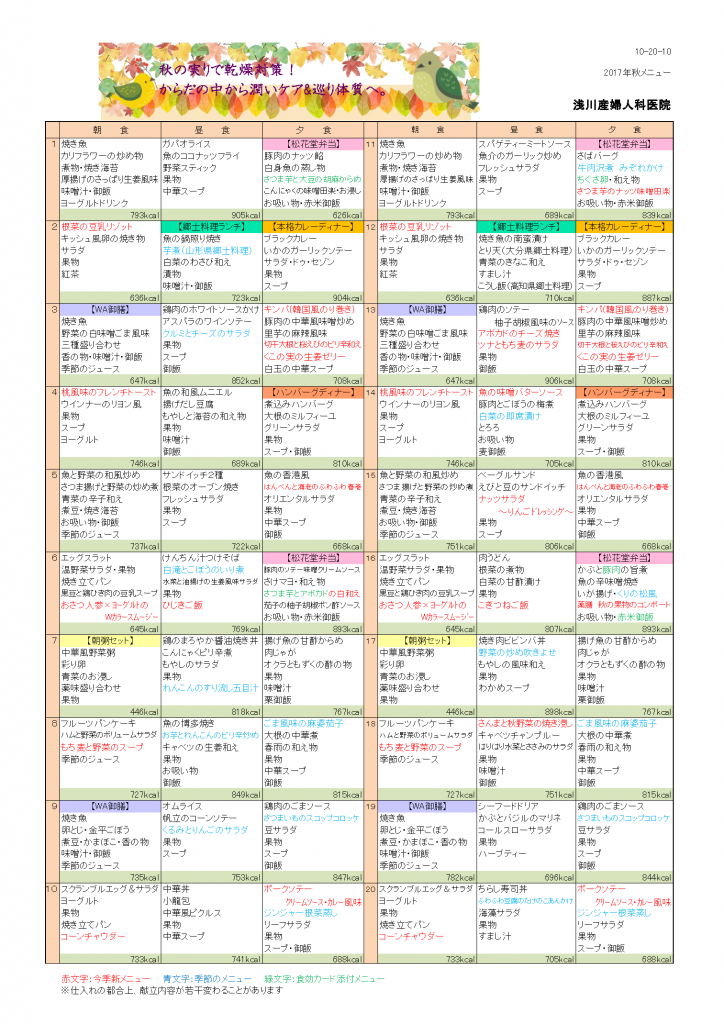 10-20-10
2017年秋メニュー
浅川産婦人科医院
秋の実りで乾燥対策！
からだの中から潤いケア&巡り体質へ。
朝 食 昼 食 夕 食 朝 食 昼 食 夕 食
1
焼き魚
カリフラワーの炒め物
煮物・焼き海苔
厚揚げのさっぱり生姜風味
味噌汁・御飯
ヨーグルトドリンク
793kcal
ガパオライス
魚のココナッツフライ
野菜スティック
果物
中華スープ
905kcal
【松花堂弁当】
豚肉のナッツ餡
白身魚の蒸し物
さつま芋と大豆の胡麻からめ
こんにゃくの味噌田楽・お浸し
お吸い物・赤米御飯
626kcal
11
焼き魚
カリフラワーの炒め物
煮物・焼き海苔
厚揚げのさっぱり生姜風味
味噌汁・御飯
ヨーグルトドリンク
793kcal
スパゲティーミートソース
魚介のガーリック炒め
フレッシュサラダ
果物
スープ
689kcal
【松花堂弁当】
さばバーグ
牛肉沢煮 みぞれかけ
ちぐさ卵・和え物
さつま芋のナッツ味噌田楽
お吸い物・赤米御飯
839kcal
2
根菜の豆乳リゾット
キッシュ風卵の焼き物
サラダ
果物
紅茶
636kcal
【郷土料理ランチ】
魚の鍋照り焼き
芋煮(山形県郷土料理)
白菜のわさび和え
漬物
味噌汁・御飯
723kcal
【本格カレーディナー】
ブラックカレー
いかのガーリックソテー
サラダ・ドゥ・セゾン
果物
スープ
904kcal
12
根菜の豆乳リゾット
キッシュ風卵の焼き物
サラダ
果物
紅茶
636kcal
【郷土料理ランチ】
焼き魚の南蛮漬け
とり天(大分県郷土料理)
青菜のきなこ和え
すまし汁
こうし飯(高知県郷土料理)
710kcal
【本格カレーディナー】
ブラックカレー
いかのガーリックソテー
サラダ・ドゥ・セゾン
果物
スープ
887kcal
3
【WA御膳】
焼き魚
野菜の白味噌ごま風味
三種盛り合わせ
香の物・味噌汁・御飯
季節のジュース
647kcal
鶏肉のホワイトソースかけ
アスパラのワインソテー
クルミとチーズのサラダ
果物
スープ
御飯
852kcal
キンパ(韓国風のり巻き)
豚肉の中華風味噌炒め
里芋の麻辣風味
切干大根と桜えびのピリ辛和え
くこの実の生姜ゼリー
白玉の中華スープ
708kcal
13
【WA御膳】
焼き魚
野菜の白味噌ごま風味
三種盛り合わせ
香の物・味噌汁・御飯
季節のジュース
647kcal
鶏肉のソテー
柚子胡椒風味のソース
アボカドのチーズ焼き
ツナともち麦のサラダ
果物
スープ・御飯
906kcal
キンパ(韓国風のり巻き)
豚肉の中華風味噌炒め
里芋の麻辣風味
切干大根と桜えびのピリ辛和え
くこの実の生姜ゼリー
白玉の中華スープ
708kcal
4
桃風味のフレンチトースト
ウインナーのリヨン風
果物
スープ
ヨーグルト
746kcal
魚の和風ムニエル
揚げだし豆腐
もやしと海苔の和え物
果物
味噌汁
御飯
689kcal
【ハンバーグディナー】
煮込みハンバーグ
大根のミルフィーユ
グリーンサラダ
果物
スープ・御飯
810kcal
14
桃風味のフレンチトースト
ウインナーのリヨン風
果物
スープ
ヨーグルト
746kcal
魚の味噌バターソース
豚肉とごぼうの梅煮
白菜の即席漬け
とろろ
お吸い物
麦御飯
705kcal
【ハンバーグディナー】
煮込みハンバーグ
大根のミルフィーユ
グリーンサラダ
果物
スープ・御飯
810kcal
5
魚と野菜の和風炒め
さつま揚げと野菜の炒め煮
青菜の辛子和え
煮豆・焼き海苔
お吸い物・御飯
季節のジュース
737kcal
サンドイッチ2種
根菜のオーブン焼き
フレッシュサラダ
果物
スープ
722kcal
魚の香港風
はんぺんと海老のふわふわ春巻
オリエンタルサラダ
果物
中華スープ
御飯
668kcal
15
魚と野菜の和風炒め
さつま揚げと野菜の炒め煮
青菜の辛子和え
煮豆・焼き海苔
お吸い物・御飯
季節のジュース
751kcal
ベーグルサンド
えびと豆のサンドイッチ
ナッツサラダ
～りんごドレッシング～
果物
スープ
806kcal
魚の香港風
はんぺんと海老のふわふわ春巻
オリエンタルサラダ
果物
中華スープ
御飯
668kcal
6
エッグスラット
温野菜サラダ・果物
焼き立てパン
黒豆と鶏ひき肉の豆乳スープ
おさつ人参×ヨーグルトの
Wカラースムージー
645kcal
けんちん汁つけそば
白滝とごぼうのいり煮
水菜と油揚げの生姜風味サラダ
果物
ひじきご飯
769kcal
【松花堂弁当】
豚肉のソテー味噌クリームソース
さけマヨ・和え物
さつま芋とアボカドの白和え
茄子の柚子胡椒ポン酢ソース
お吸い物・赤米御飯
893kcal
16
エッグスラット
温野菜サラダ・果物
焼き立てパン
黒豆と鶏ひき肉の豆乳スープ
おさつ人参×ヨーグルトの
Wカラースムージー
645kcal
肉うどん
根菜の煮物
白菜の甘酢漬け
果物
こぎつねご飯
807kcal
【松花堂弁当】
かぶと豚肉の旨煮
魚の辛味噌焼き
いが揚げ・くりの松風
薬膳 秋の果物のコンポート
お吸い物・赤米御飯
893kcal
7
【朝粥セット】
中華風野菜粥
彩り卵
青菜のお浸し
薬味盛り合わせ
果物
446kcal
鶏のまろやか醤油焼き丼
こんにゃくピリ辛煮
もやしのサラダ
果物
れんこんのすり流し五目汁
818kcal
揚げ魚の甘酢からめ
肉じゃが
オクラともずくの酢の物
果物
味噌汁
栗御飯
767kcal
17
【朝粥セット】
中華風野菜粥
彩り卵
青菜のお浸し
薬味盛り合わせ
果物
446kcal
焼き肉ビビンバ丼
野菜の炒め吹きよせ
もやしの風味和え
果物
わかめスープ
898kcal
揚げ魚の甘酢からめ
肉じゃが
オクラともずくの酢の物
果物
味噌汁
栗御飯
767kcal
8
フルーツパンケーキ
ハムと野菜のボリュームサラダ
もち麦と野菜のスープ
季節のジュース
727kcal
魚の博多焼き
お芋とれんこんのピリ辛炒め
キャベツの生姜和え
果物
お吸い物
御飯
849kcal
ごま風味の麻婆茄子
大根の中華煮
春雨の和え物
果物
中華スープ
御飯
815kcal
18
フルーツパンケーキ
ハムと野菜のボリュームサラダ
もち麦と野菜のスープ
季節のジュース
727kcal
さんまと秋野菜の焼き浸し
キャベツチャンプルー
はりはり水菜とささみのサラダ
果物
味噌汁
御飯
751kcal
ごま風味の麻婆茄子
大根の中華煮
春雨の和え物
果物
中華スープ
御飯
815kcal
9
【WA御膳】
焼き魚
卵とじ・金平ごぼう
煮豆・かまぼこ・香の物
味噌汁・御飯
季節のジュース
735kcal
オムライス
帆立のコーンソテー
くるみとりんごのサラダ
果物
スープ
753kcal
鶏肉のごまソース
さつまいものスコップコロッケ
豆サラダ
果物
スープ
御飯
847kcal
19
【WA御膳】
焼き魚
卵とじ・金平ごぼう
煮豆・かまぼこ・香の物
味噌汁・御飯
季節のジュース
782kcal
シーフードドリア
かぶとバジルのマリネ
コールスローサラダ
果物
ハーブティー
696kcal
鶏肉のごまソース
さつまいものスコップコロッケ
豆サラダ
果物
スープ
御飯
844kcal
10
スクランブルエッグ&サラダ
ヨーグルト
果物
焼き立てパン
コーンチャウダー
733kcal
中華丼
小龍包
中華風ピクルス
果物
中華スープ
741kcal
ポークソテー
クリームソース・カレー風味
ジンジャー根菜蒸し
リーフサラダ
果物
スープ・御飯
688kcal
20
スクランブルエッグ&サラダ
ヨーグルト
果物
焼き立てパン
コーンチャウダー
733kcal
ちらし寿司丼
ふわふわ豆腐のたけのこあんかけ
海藻サラダ
果物
すまし汁
705kcal
ポークソテー
クリームソース・カレー風味
ジンジャー根菜蒸し
リーフサラダ
果物
スープ・御飯
688kcal
赤文字：今季新メニュー 青文字：季節のメニュー 緑文字：食効カード添付メニュー
※仕入れの都合上、献立内容が若干変わることがあります